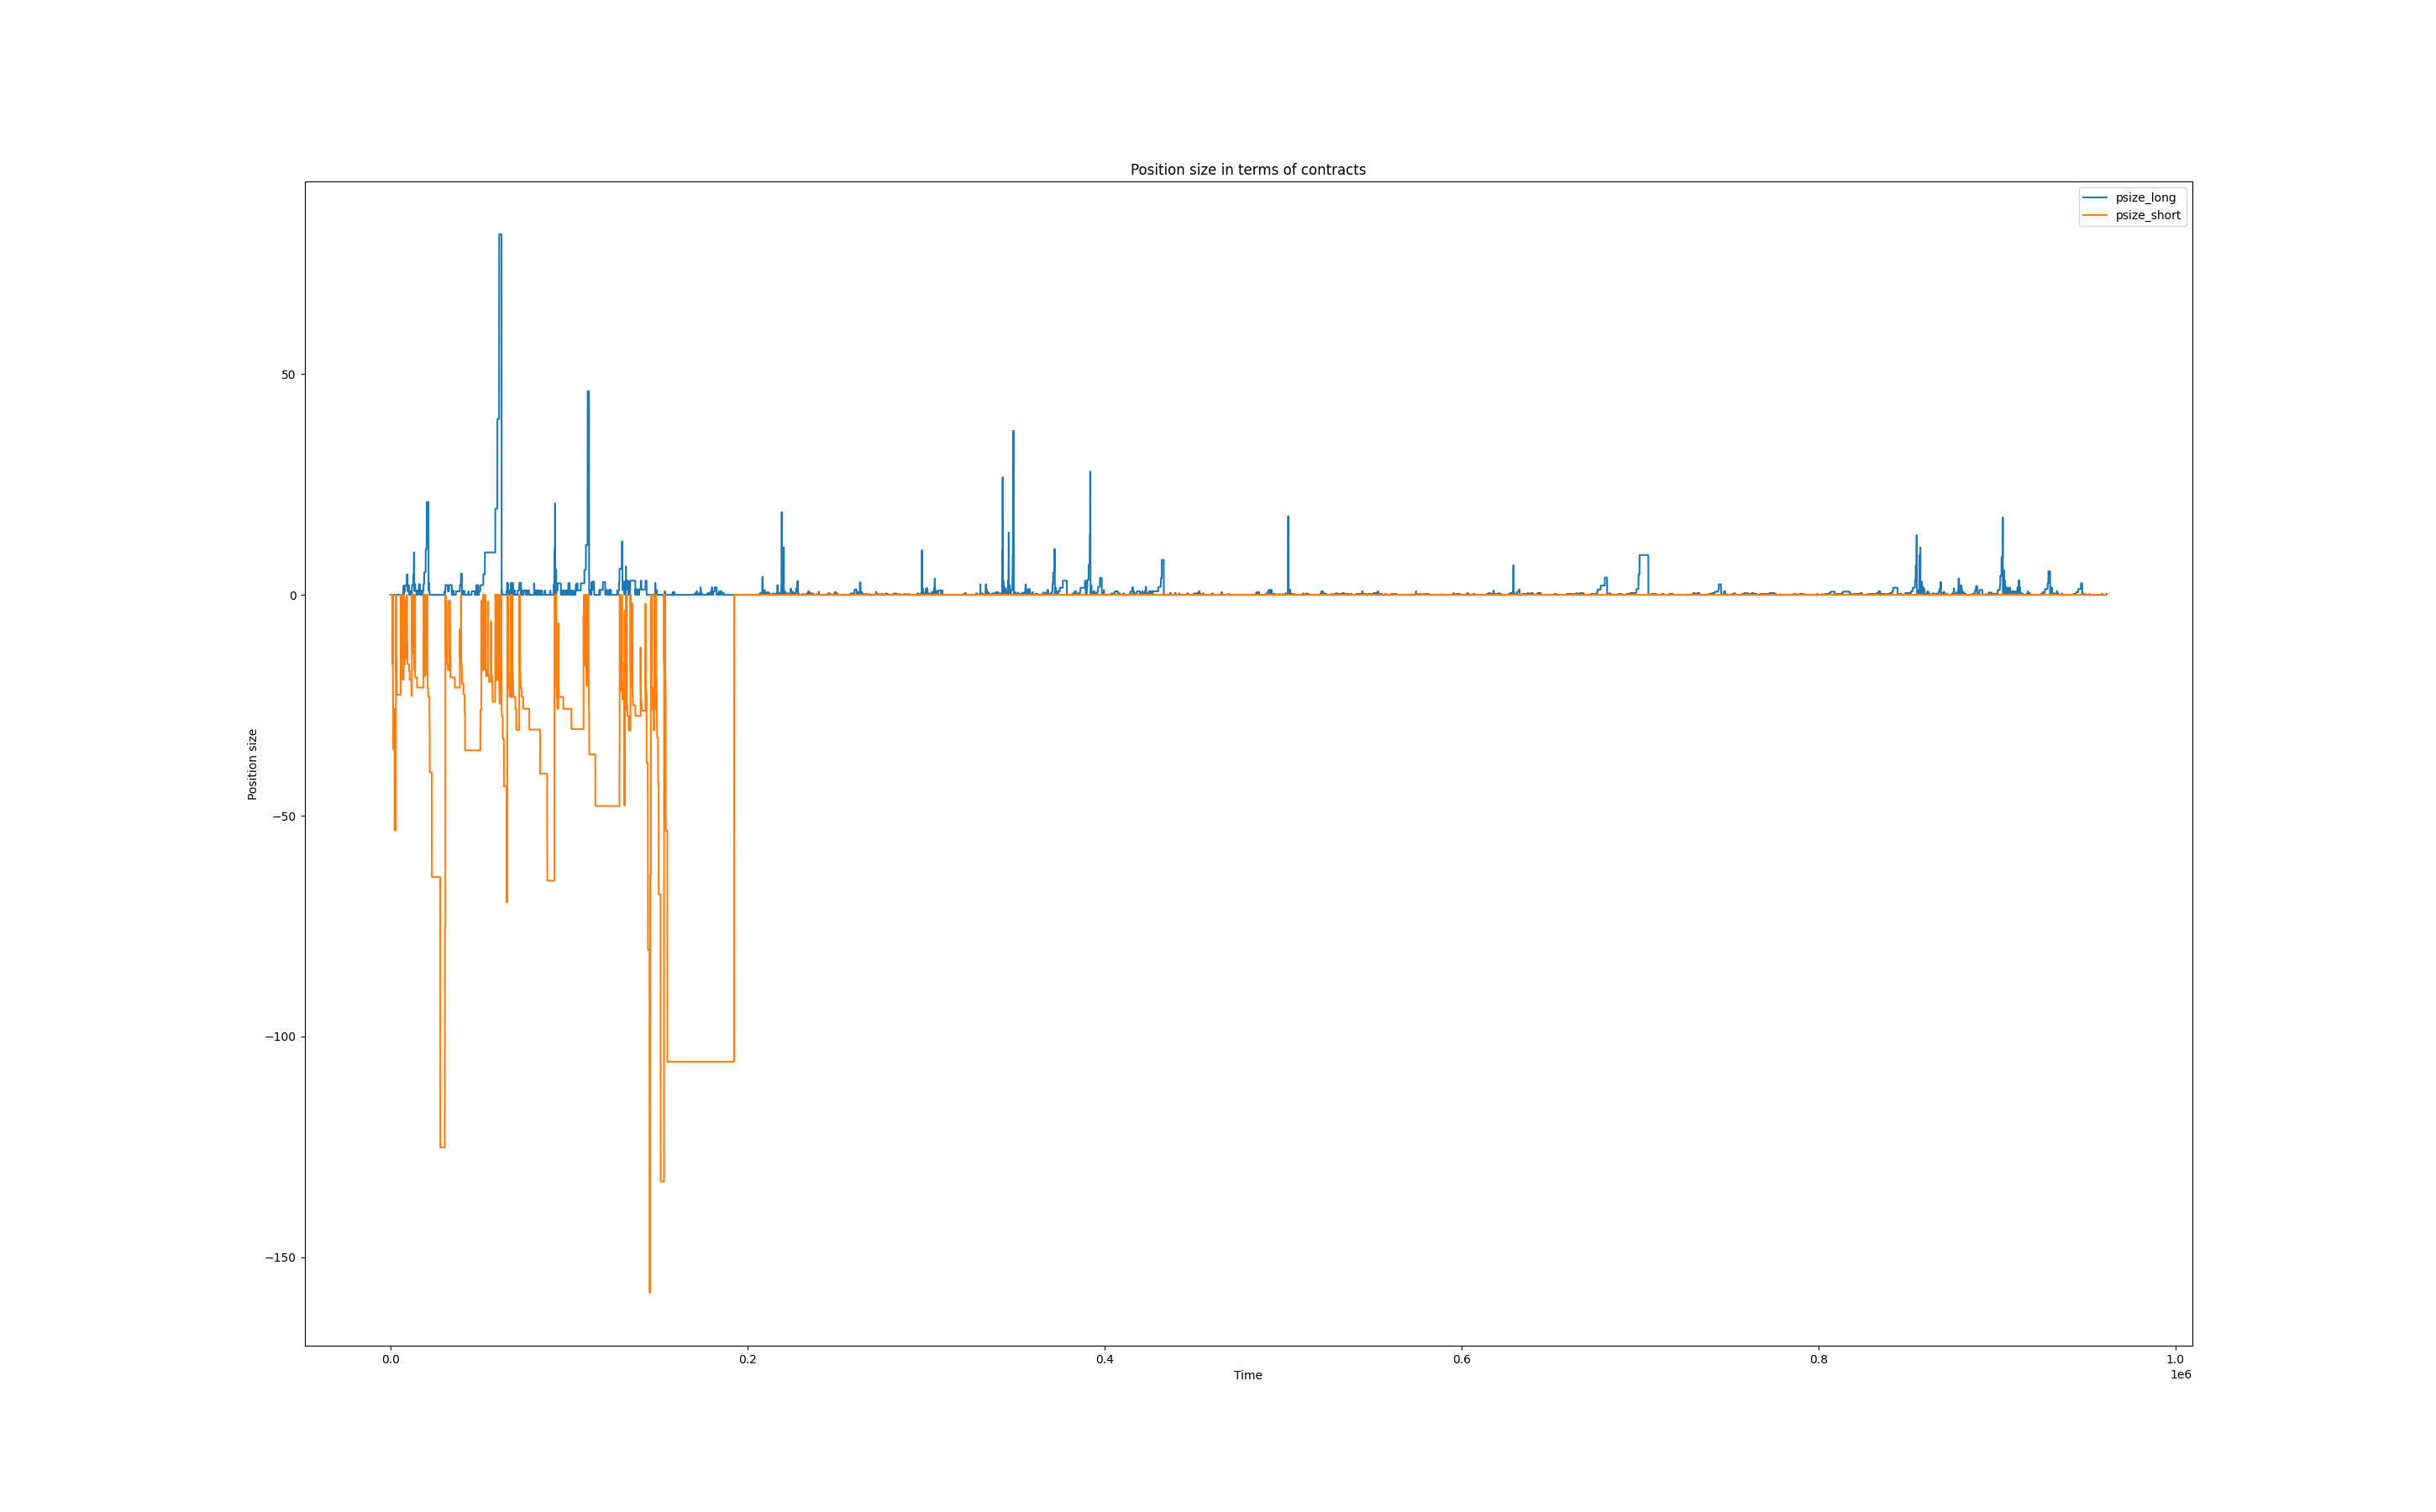 Position size in terms of contracts
psize_long
psize_short
Position size
50
0
−50
−100
−150
0.0 0.2 0.4 0.6 0.8 1.0
1e6
Time